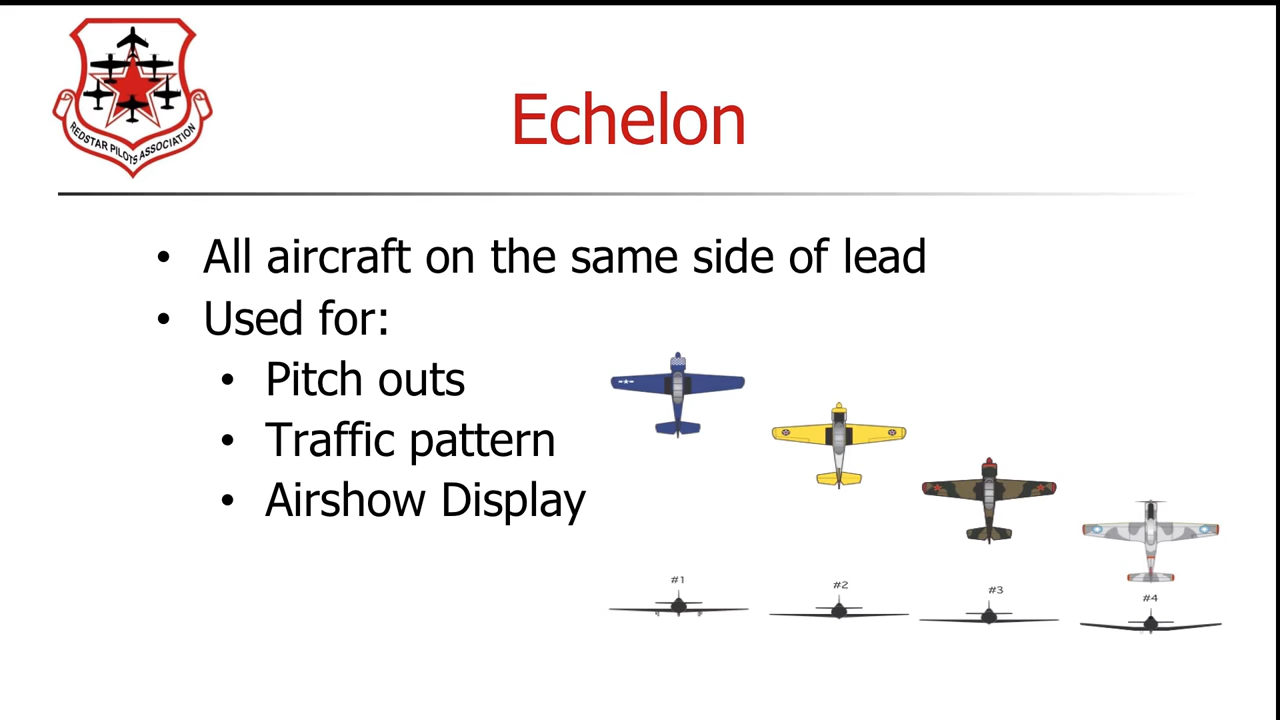 REDSTAR PILOTS ASSOCIATION
Echelon
• All aircraft on the same side of lead
• Used for:
• Pitch outs
• Traffic pattern
• Airshow Display
#1
#2
#3
#4